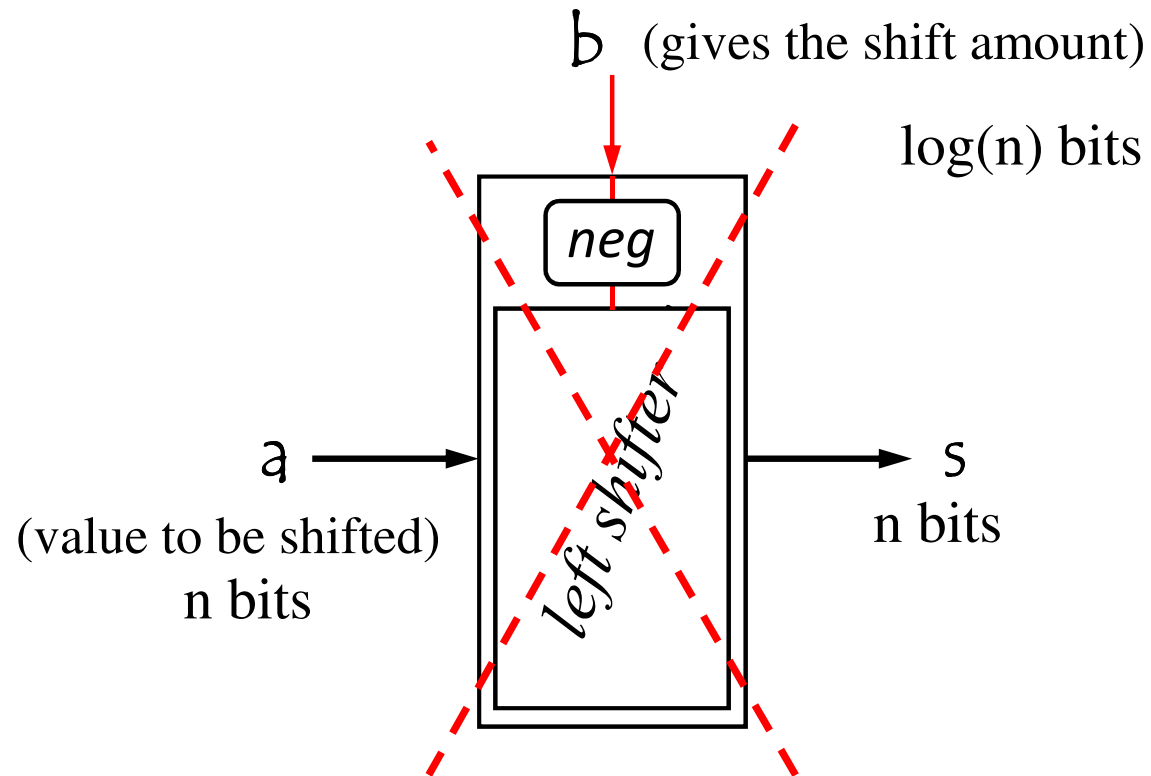 b (gives the shift amount)
log(n) bits
neg
left shifter
a
(value to be shifted)
n bits
s
n bits